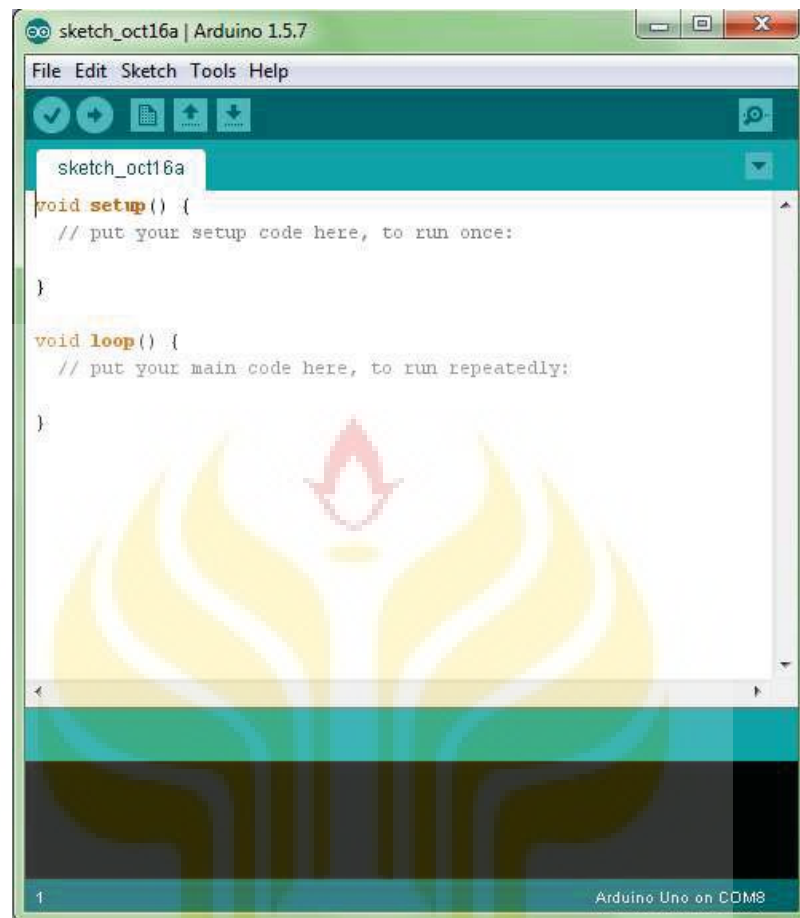 sketch_oct16a | Arduino 1.5.7
File Edit Sketch Tools Help
sketch_oct16a
void setup() {
  // put your setup code here, to run once:
}
void loop() {
  // put your main code here, to run repeatedly:
}
1
Arduino Uno on COM8